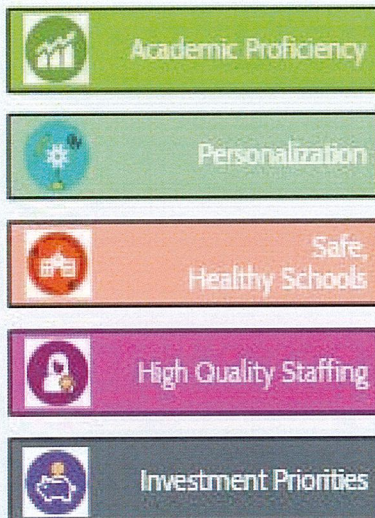 Academic Proficiency
Personalization
Safe,
Healthy Schools
High Quality Staffing
Investment Priorities